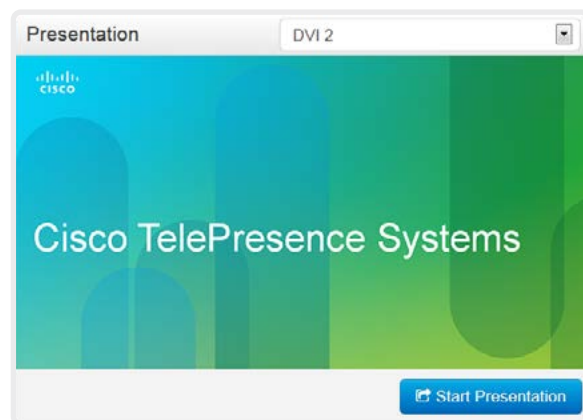 Presentation
DVI 2
CISCO
Cisco TelePresence Systems
Start Presentation